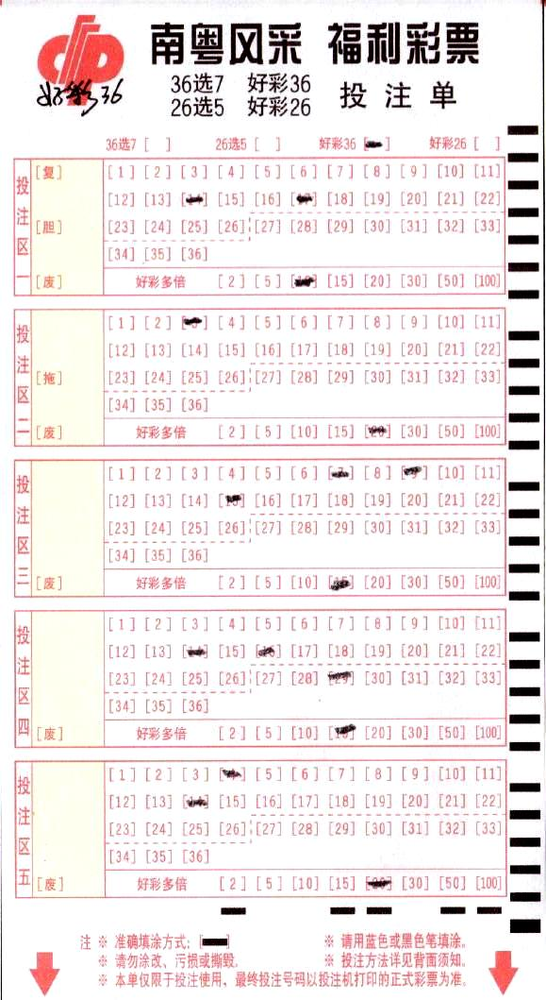 好彩36
南粤风采 福利彩票
36选7 好彩36
26选5 好彩26
投注单
36选7 [ ] 26选5 [ ] 好彩36 [ ] 好彩26 [ ]
投注区一
[复] [1] [2] [3] [4] [5] [6] [7] [8] [9] [10] [11]
[12] [13] [15] [16] [18] [19] [20] [21] [22]
[胆] [23] [24] [25] [26] [27] [28] [29] [30] [31] [32] [33]
[34] [35] [36]
[废] 好彩多倍 [2] [5] [15] [20] [30] [50] [100]
投注区二
[1] [2] [4] [5] [6] [7] [8] [9] [10] [11]
[12] [13] [14] [15] [16] [17] [18] [19] [20] [21] [22]
[拖] [23] [24] [25] [26] [27] [28] [29] [30] [31] [32] [33]
[34] [35] [36]
[废] 好彩多倍 [2] [5] [10] [15] [30] [50] [100]
投注区三
[1] [2] [3] [4] [5] [6] [8] [10] [11]
[12] [13] [14] [16] [17] [18] [19] [20] [21] [22]
[23] [24] [25] [26] [27] [28] [29] [30] [31] [32] [33]
[34] [35] [36]
[废] 好彩多倍 [2] [5] [10] [20] [30] [50] [100]
投注区四
[1] [2] [3] [4] [5] [6] [7] [8] [9] [10] [11]
[12] [13] [15] [17] [18] [19] [20] [21] [22]
[23] [24] [25] [26] [27] [28] [30] [31] [32] [33]
[34] [35] [36]
[废] 好彩多倍 [2] [5] [10] [20] [30] [50] [100]
投注区五
[1] [2] [3] [5] [6] [7] [8] [9] [10] [11]
[12] [13] [15] [16] [17] [18] [19] [20] [21] [22]
[23] [24] [25] [26] [27] [28] [29] [30] [31] [32] [33]
[34] [35] [36]
[废] 好彩多倍 [2] [5] [10] [15] [30] [50] [100]
注 ※ 准确填涂方式：[ ] ※ 请用蓝色或黑色笔填涂。
※ 请勿涂改、污损或撕毁。 ※ 投注方法详见背面须知。
※ 本单仅限于投注使用，最终投注号码以投注机打印的正式彩票为准。